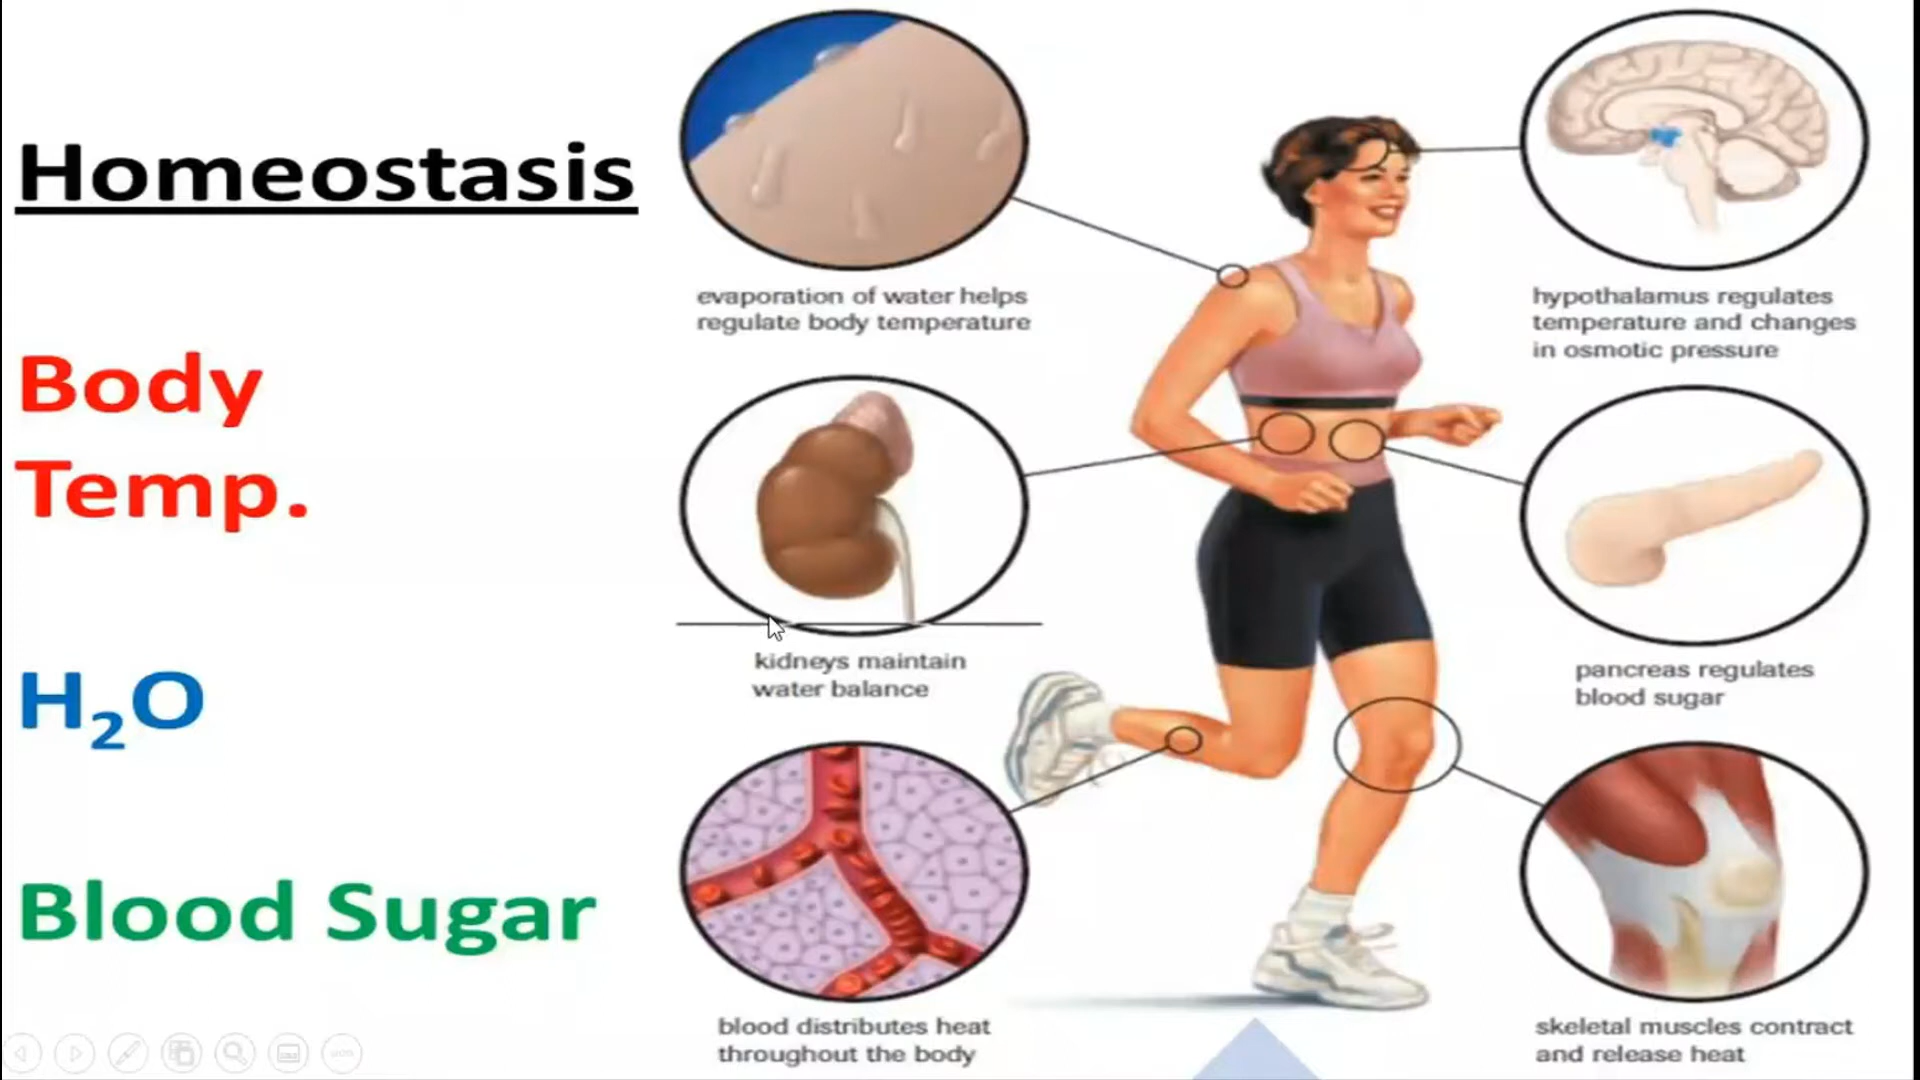 Homeostasis
Body
Temp.
H₂O
Blood Sugar
evaporation of water helps
regulate body temperature
hypothalamus regulates
temperature and changes
in osmotic pressure
kidneys maintain
water balance
pancreas regulates
blood sugar
blood distributes heat
throughout the body
skeletal muscles contract
and release heat